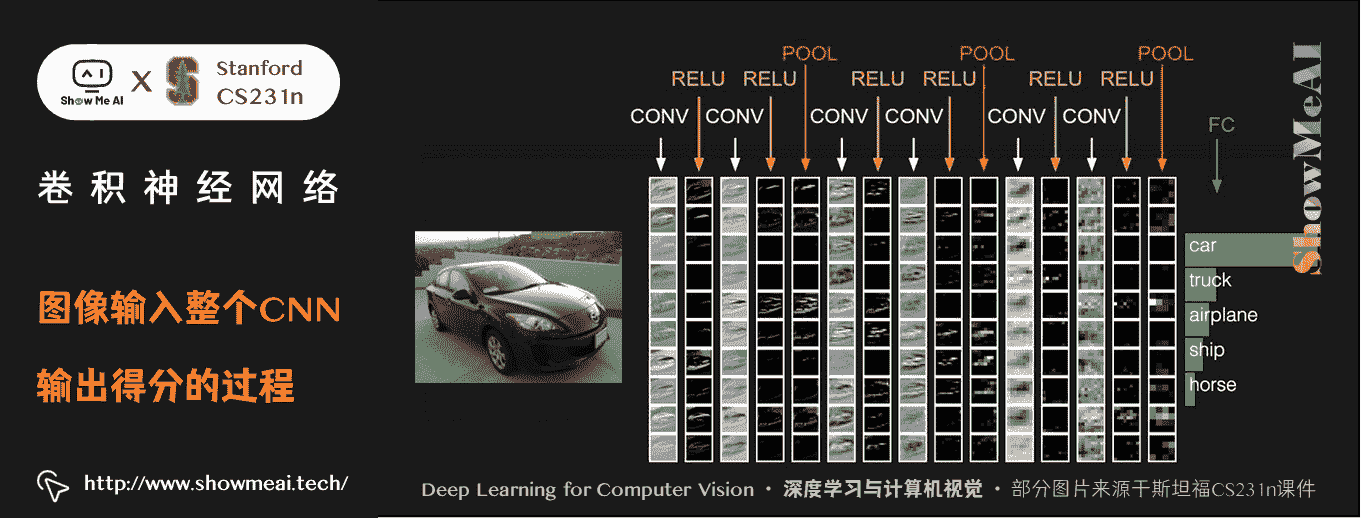 Show Me AI
X
Stanford
CS231n
卷积神经网络
图像输入整个CNN
输出得分的过程
http://www.showmeai.tech/
POOL POOL POOL
RELU RELU RELU RELU RELU RELU
CONV CONV CONV CONV CONV CONV
FC
ShowMeAI
car
truck
airplane
ship
horse
Deep Learning for Computer Vision · 深度学习与计算机视觉 · 部分图片来源于斯坦福CS231n课件